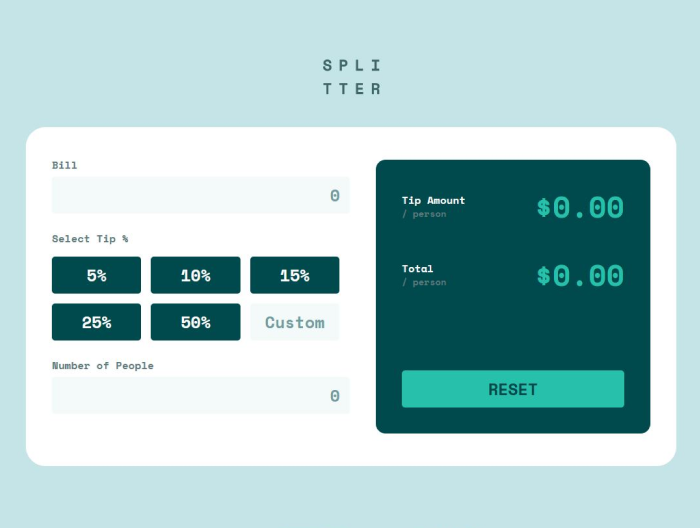 SPLI
TTER
Bill
0
Select Tip %
5%
10%
15%
25%
50%
Custom
Number of People
0
Tip Amount
/ person
$0.00
Total
/ person
$0.00
RESET